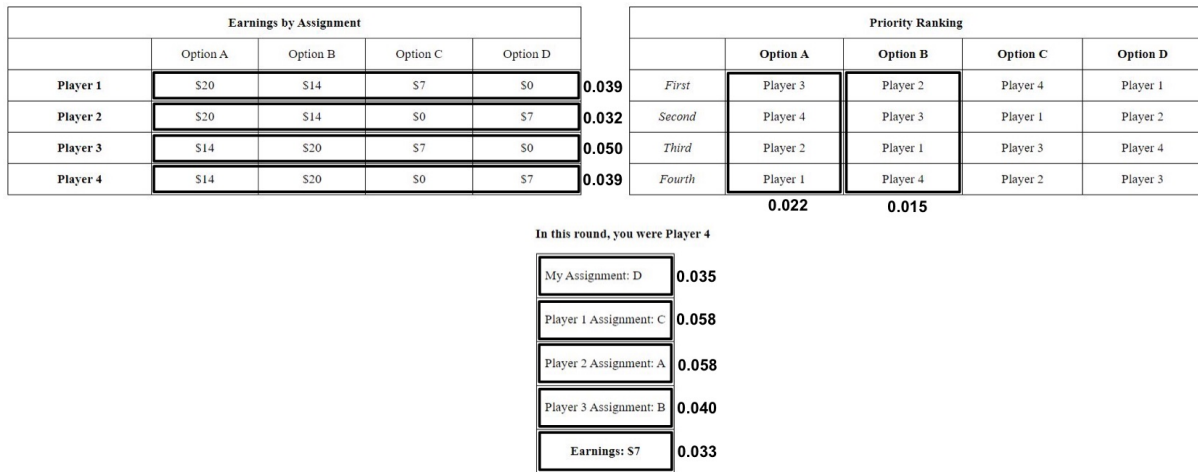 Earnings by Assignment
Option A Option B Option C Option D
Player 1 $20 $14 $7 $0 0.039
Player 2 $20 $14 $0 $7 0.032
Player 3 $14 $20 $7 $0 0.050
Player 4 $14 $20 $0 $7 0.039
Priority Ranking
Option A Option B Option C Option D
First Player 3 Player 2 Player 4 Player 1
Second Player 4 Player 3 Player 1 Player 2
Third Player 2 Player 1 Player 3 Player 4
Fourth Player 1 Player 4 Player 2 Player 3
0.022 0.015
In this round, you were Player 4
My Assignment: D 0.035
Player 1 Assignment: C 0.058
Player 2 Assignment: A 0.058
Player 3 Assignment: B 0.040
Earnings: $7 0.033